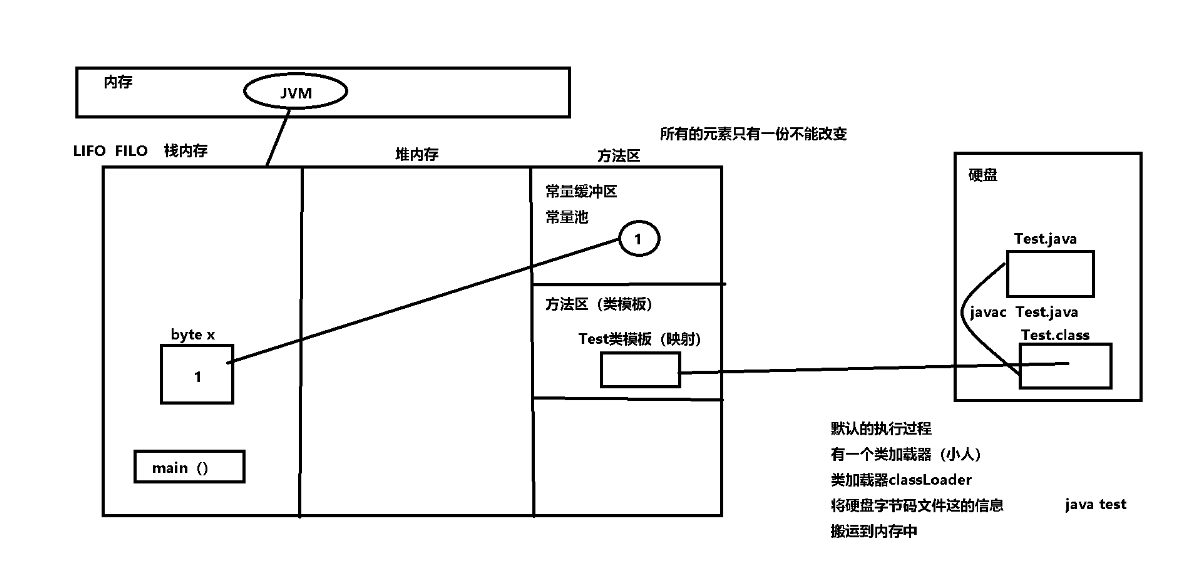 内存
JVM
所有的元素只有一份不能改变
LIFO FILO 栈内存
堆内存
方法区
常量缓冲区
常量池
1
方法区（类模板）
Test类模板（映射）
byte x
1
main（）
硬盘
Test.java
javac Test.java
Test.class
默认的执行过程
有一个类加载器（小人）
类加载器classLoader
将硬盘字节码文件这的信息
java test
搬运到内存中